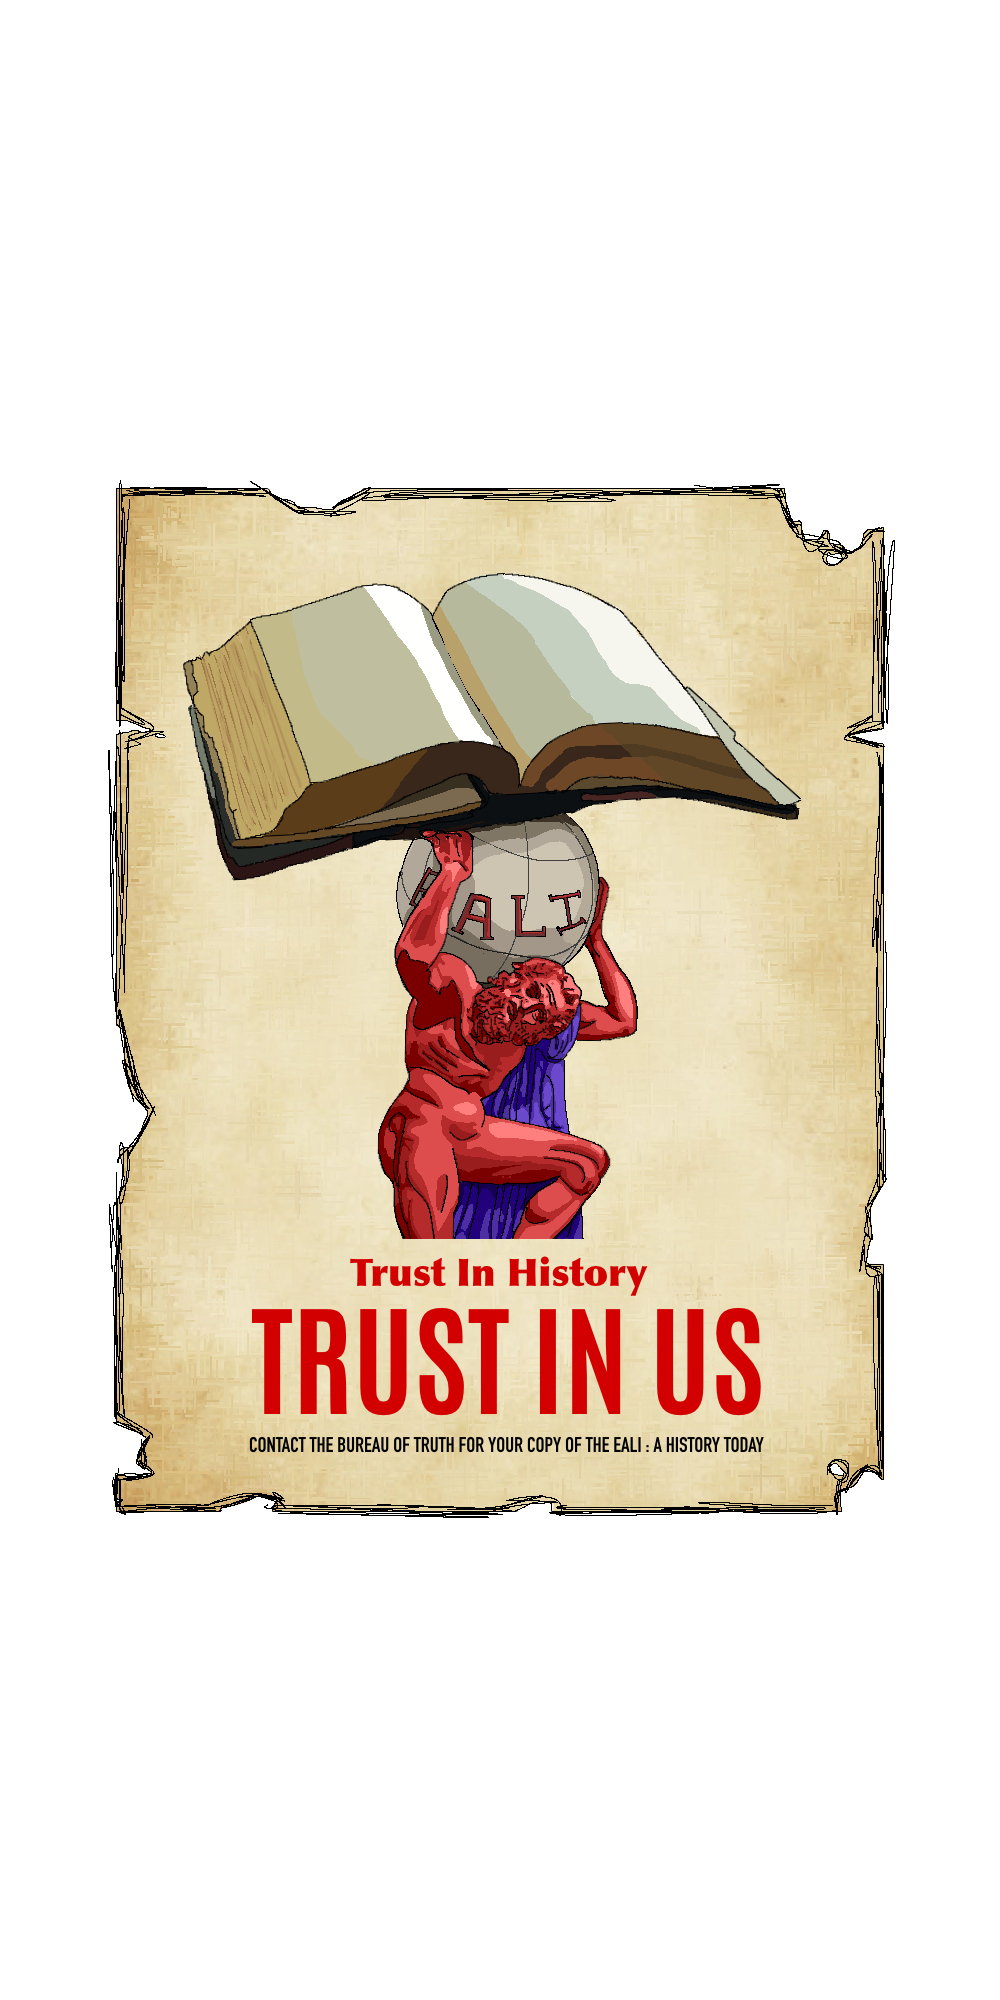 EALI
Trust In History
TRUST IN US
CONTACT THE BUREAU OF TRUTH FOR YOUR COPY OF THE EALI : A HISTORY TODAY